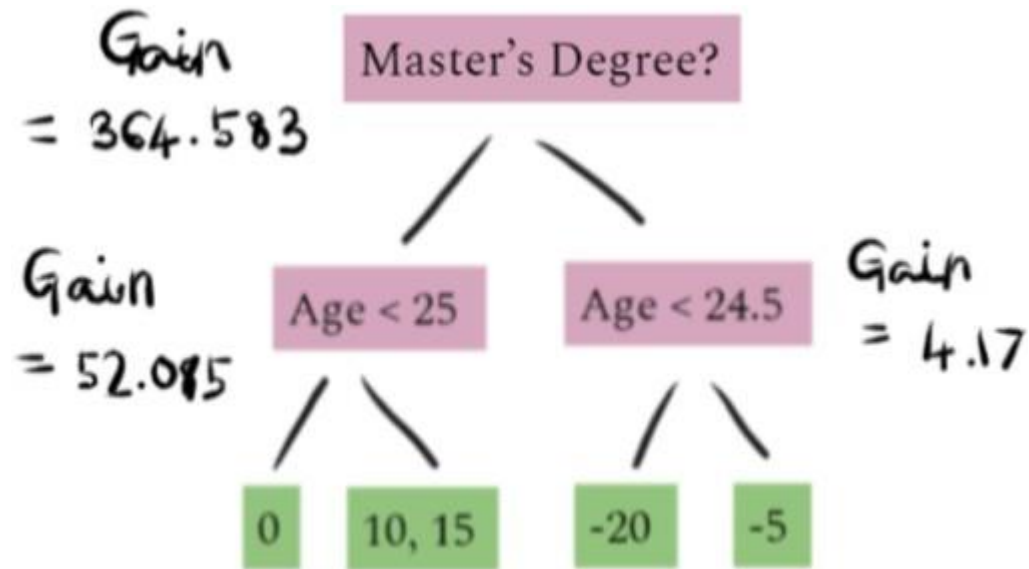 Gain
= 364.583
Master's Degree?
Gain
= 52.085
Age < 25
Age < 24.5
Gain
= 4.17
0
10, 15
-20
-5